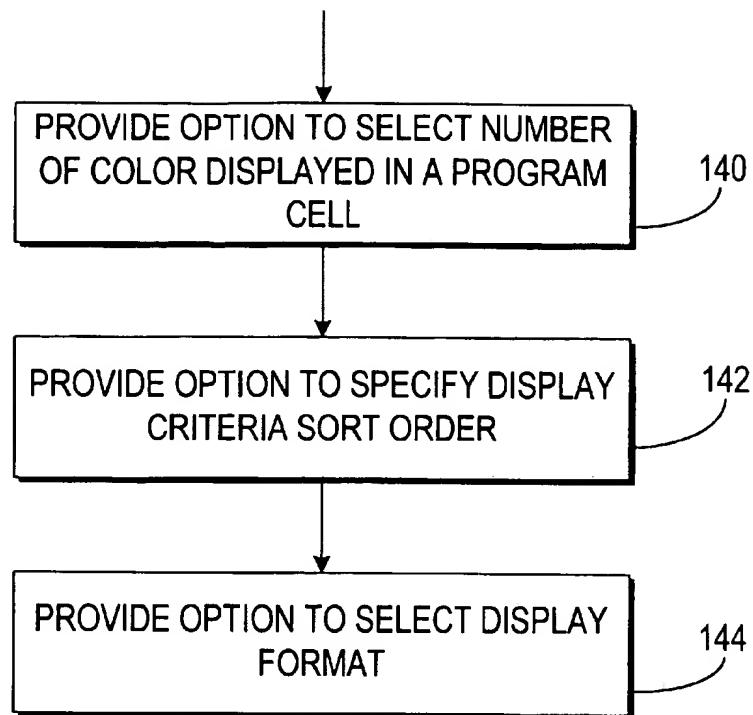 PROVIDE OPTION TO SELECT NUMBER
OF COLOR DISPLAYED IN A PROGRAM
CELL
140
PROVIDE OPTION TO SPECIFY DISPLAY
CRITERIA SORT ORDER
142
PROVIDE OPTION TO SELECT DISPLAY
FORMAT
144